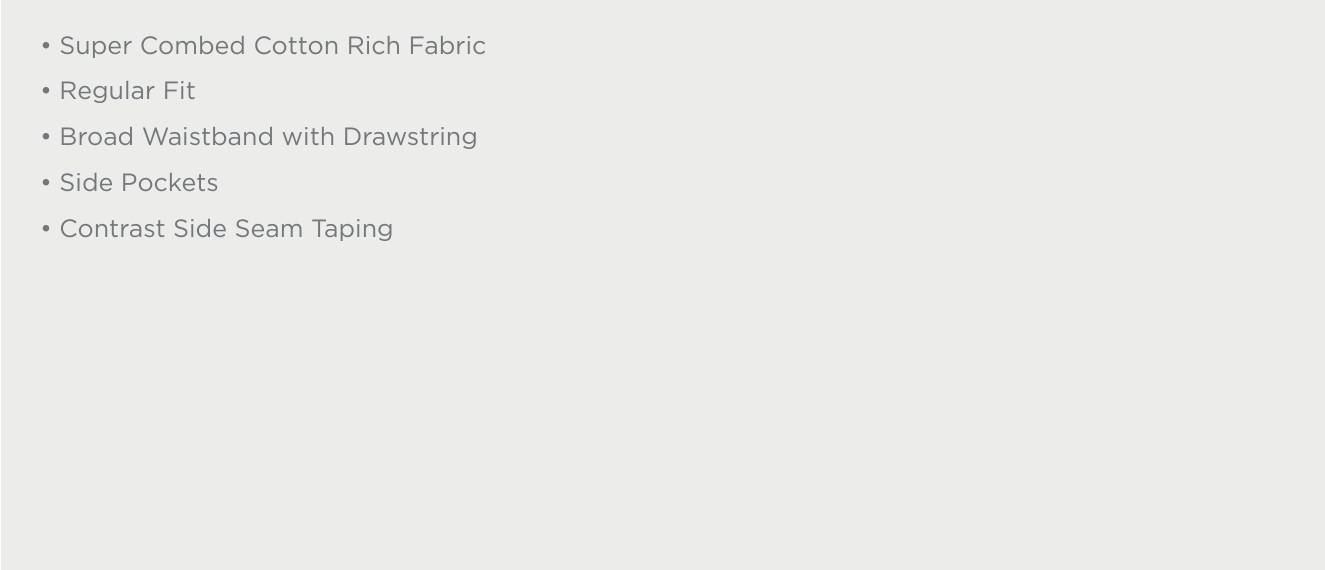 • Super Combed Cotton Rich Fabric
• Regular Fit
• Broad Waistband with Drawstring
• Side Pockets
• Contrast Side Seam Taping